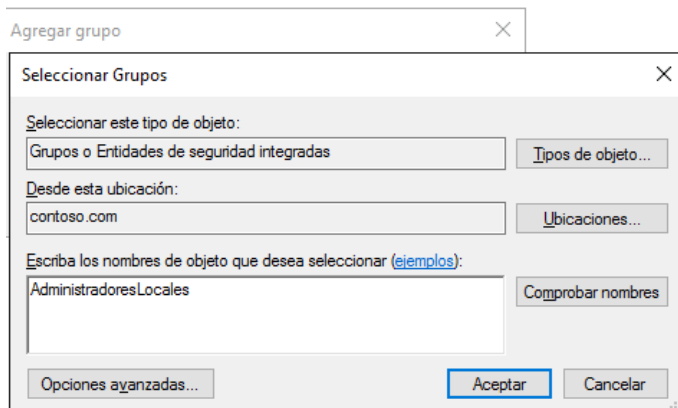 Agregar grupo
Seleccionar Grupos
Seleccionar este tipo de objeto:
Grupos o Entidades de seguridad integradas
Tipos de objeto...
Desde esta ubicación:
contoso.com
Ubicaciones...
Escriba los nombres de objeto que desea seleccionar (ejemplos):
AdministradoresLocales
Comprobar nombres
Opciones avanzadas...
Aceptar
Cancelar